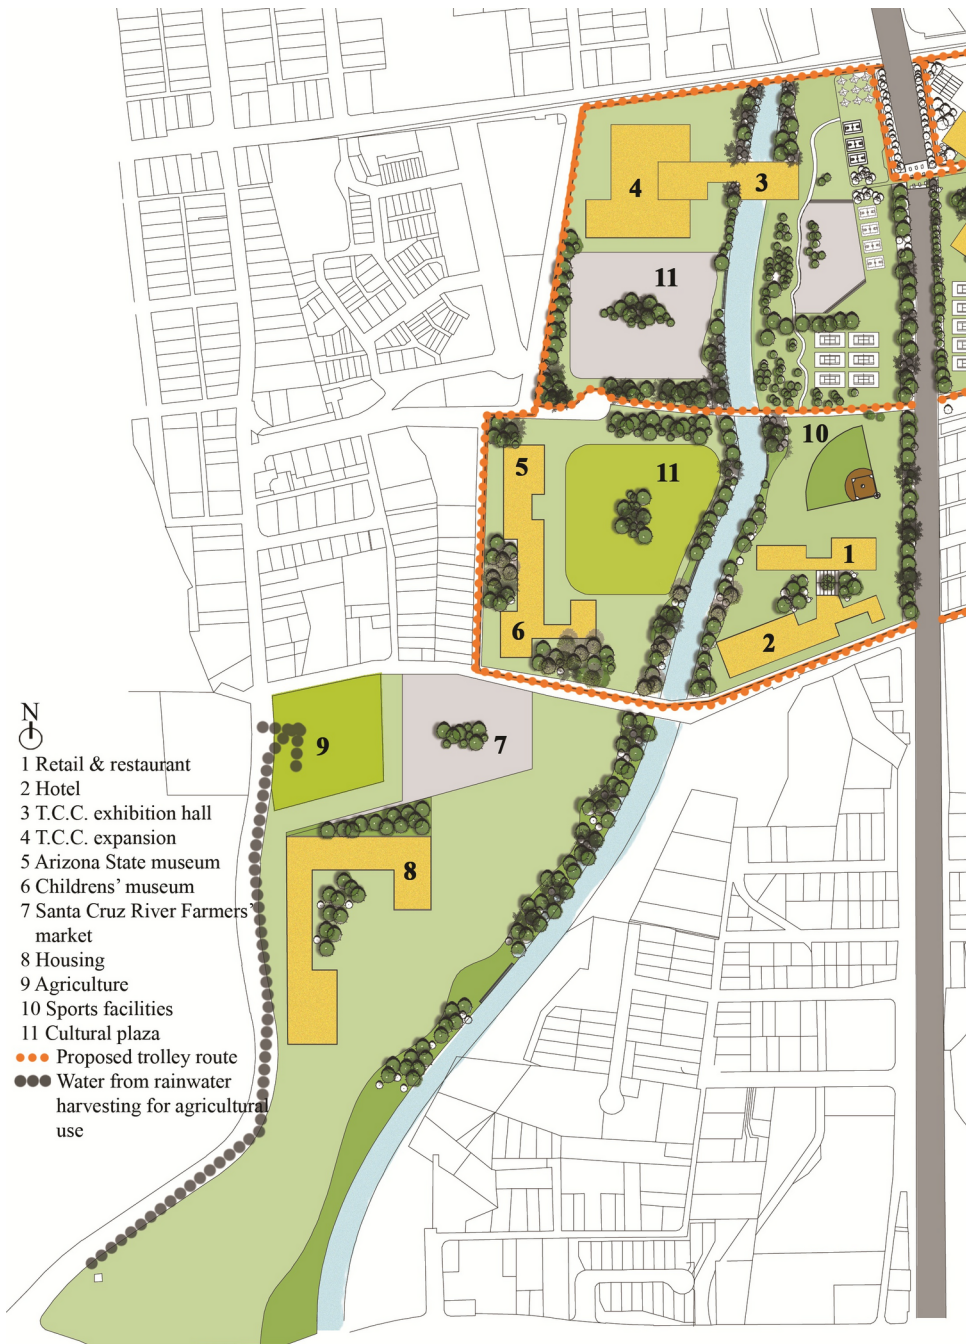 4
3
11
5
11
10
1
6
2
9
7
8
N
1 Retail & restaurant
2 Hotel
3 T.C.C. exhibition hall
4 T.C.C. expansion
5 Arizona State museum
6 Childrens' museum
7 Santa Cruz River Farmers'
market
8 Housing
9 Agriculture
10 Sports facilities
11 Cultural plaza
Proposed trolley route
Water from rainwater
harvesting for agricultural
use